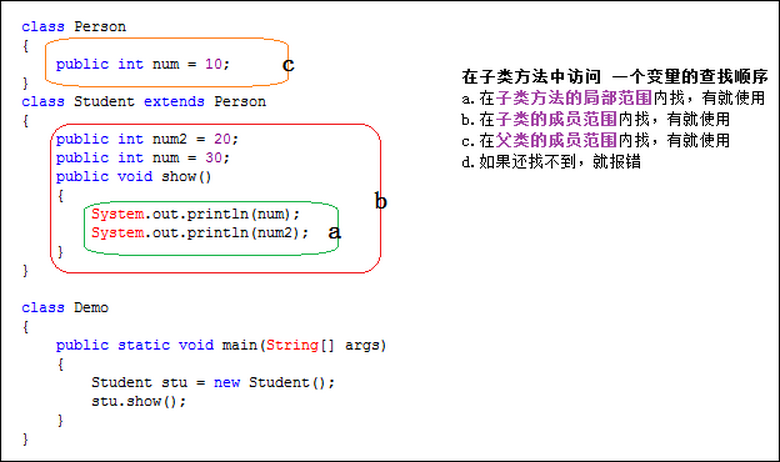 class Person
{
    public int num = 10;
c
}
class Student extends Person
{
    public int num2 = 20;
    public int num = 30;
    public void show()
    {
        System.out.println(num);
        System.out.println(num2);
a
    }
b
}
class Demo
{
    public static void main(String[] args)
    {
        Student stu = new Student();
        stu.show();
    }
}
在子类方法中访问 一个变量的查找顺序
a. 在子类方法的局部范围内找，有就使用
b. 在子类的成员范围内找，有就使用
c. 在父类的成员范围内找，有就使用
d. 如果还找不到，就报错